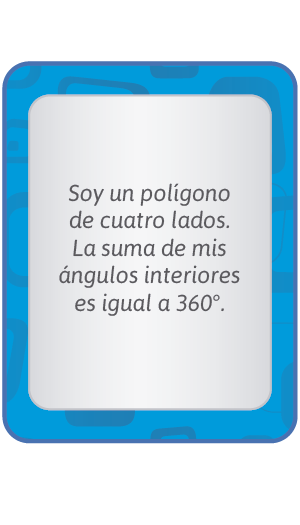 Soy un polígono
de cuatro lados.
La suma de mis
ángulos interiores
es igual a 360°.